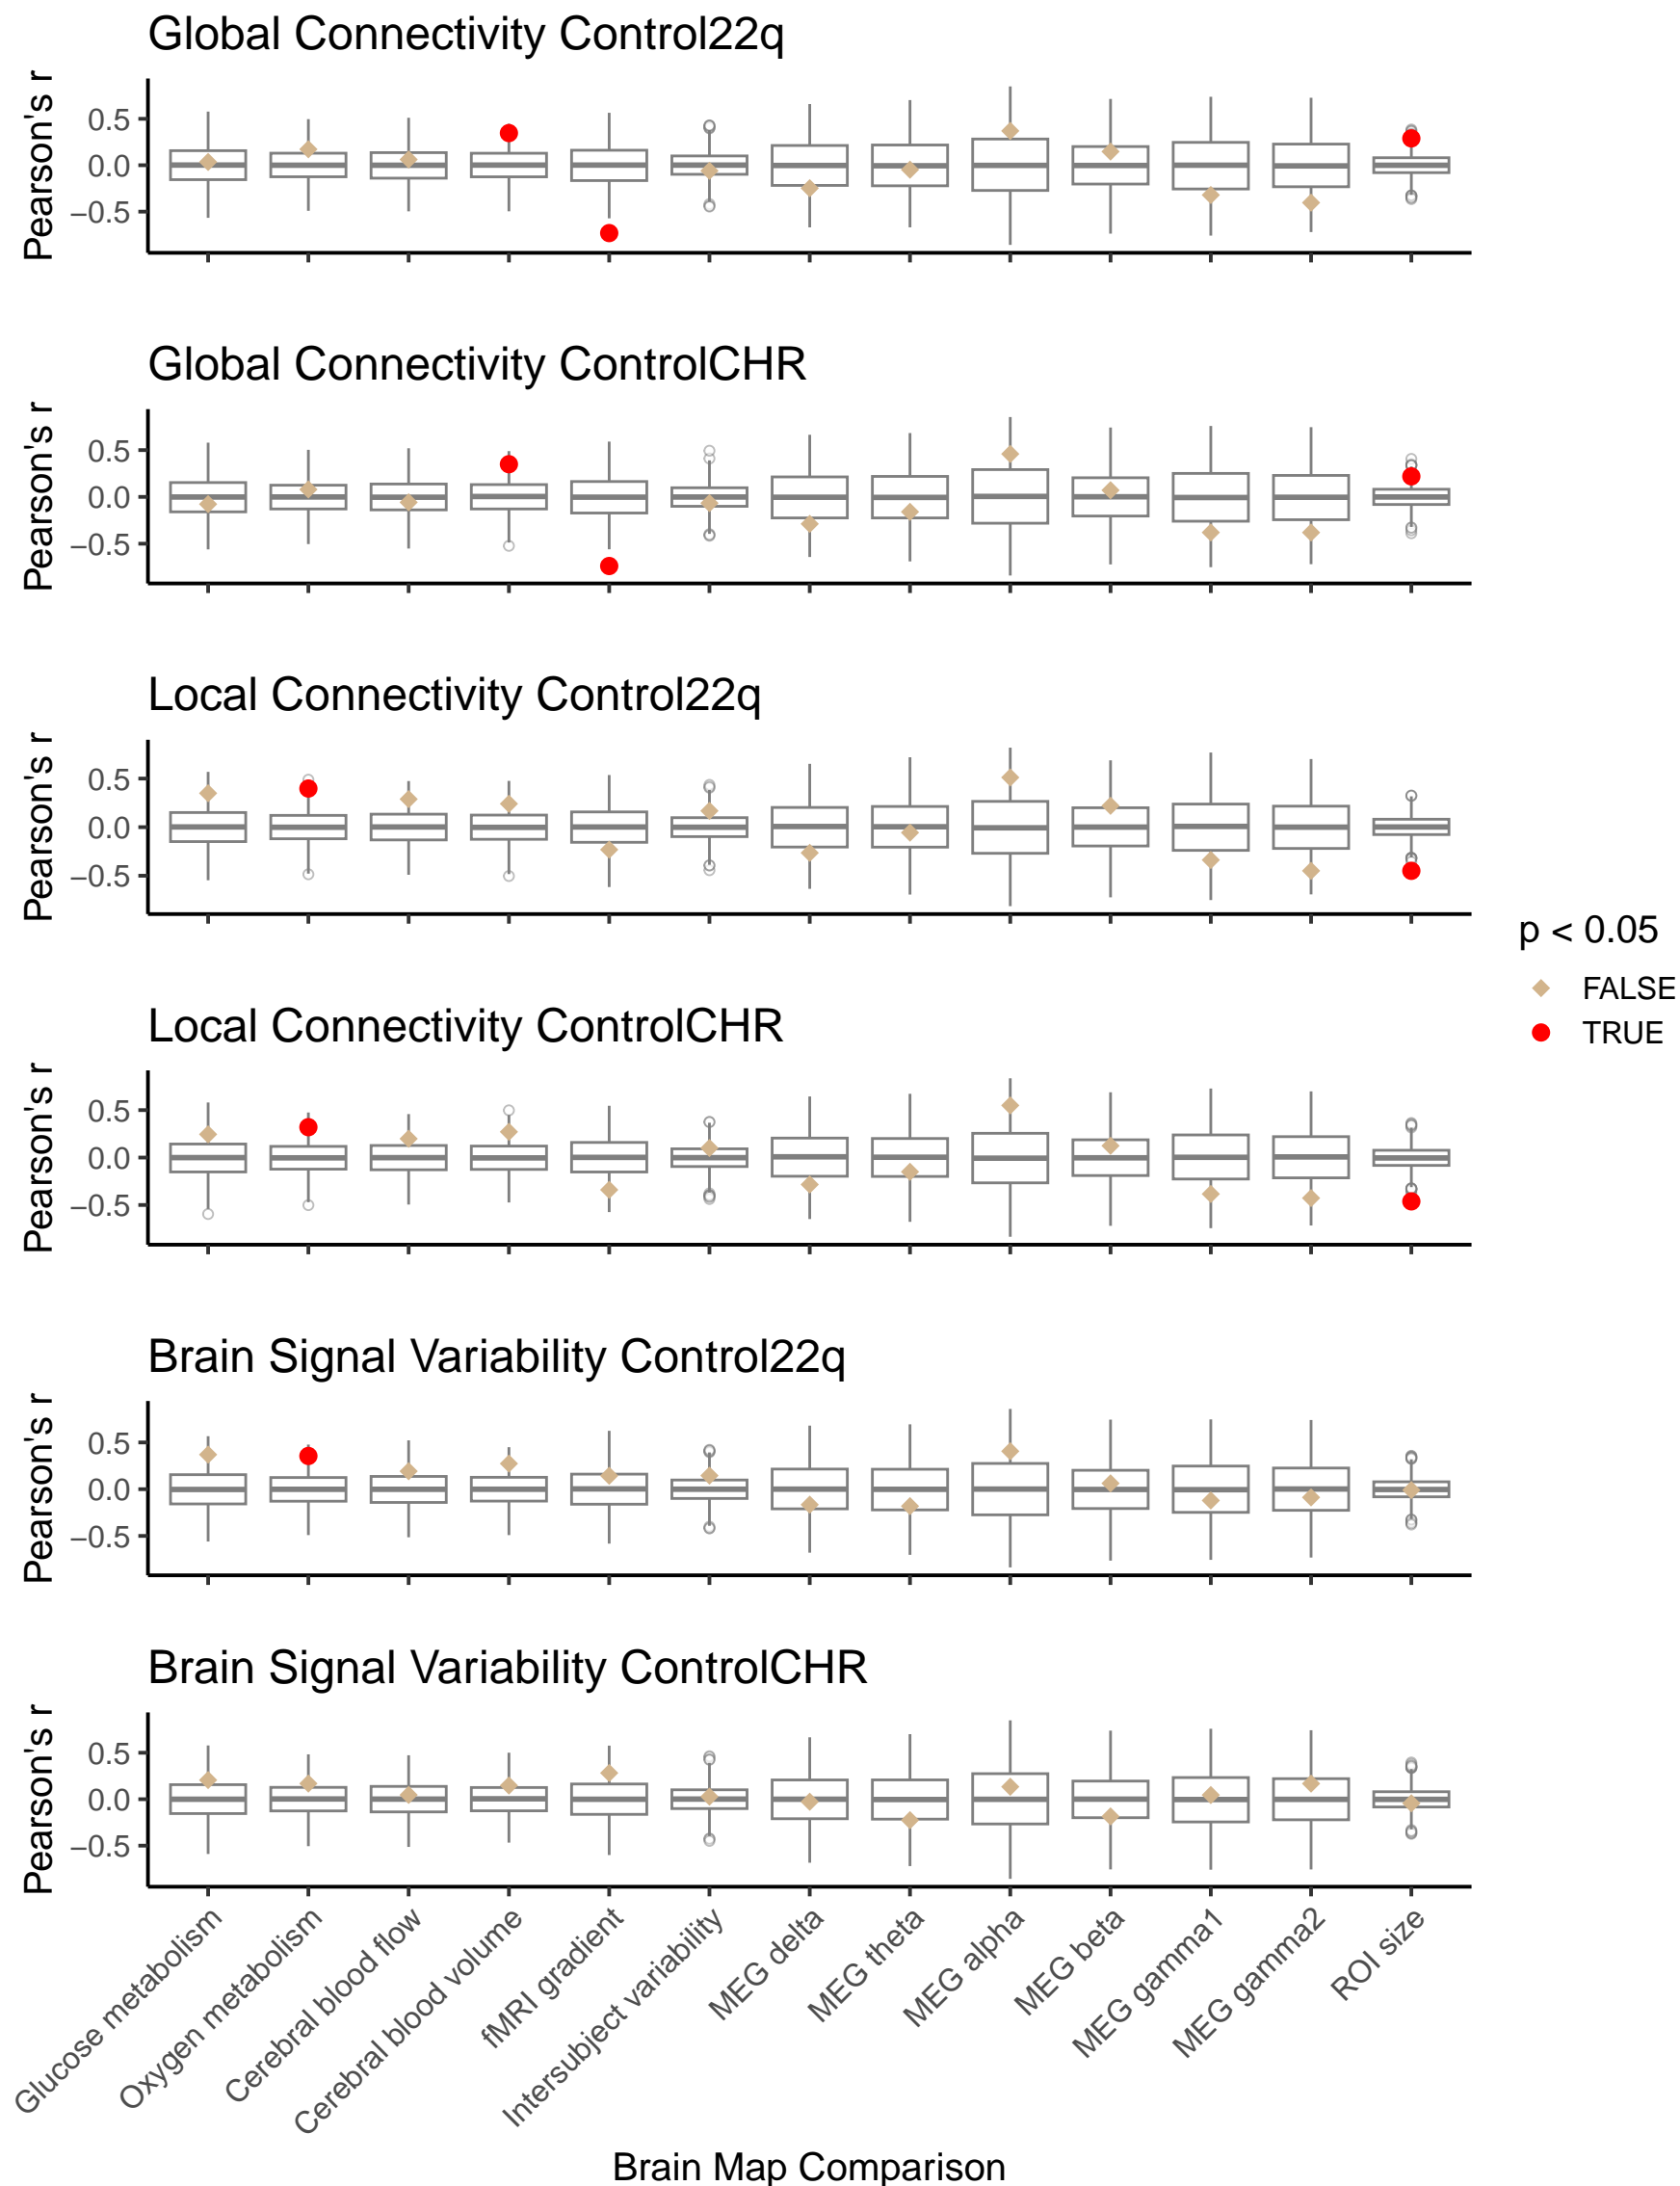 Global Connectivity Control22q
Pearson's r
0.5
0.0
−0.5
Global Connectivity ControlCHR
Pearson's r
0.5
0.0
−0.5
Local Connectivity Control22q
Pearson's r
0.5
0.0
−0.5
p < 0.05
FALSE
TRUE
Local Connectivity ControlCHR
Pearson's r
0.5
0.0
−0.5
Brain Signal Variability Control22q
Pearson's r
0.5
0.0
−0.5
Brain Signal Variability ControlCHR
Pearson's r
0.5
0.0
−0.5
Glucose metabolism
Oxygen metabolism
Cerebral blood flow
Cerebral blood volume
fMRI gradient
Intersubject variability
MEG delta
MEG theta
MEG alpha
MEG beta
MEG gamma1
MEG gamma2
ROI size
Brain Map Comparison